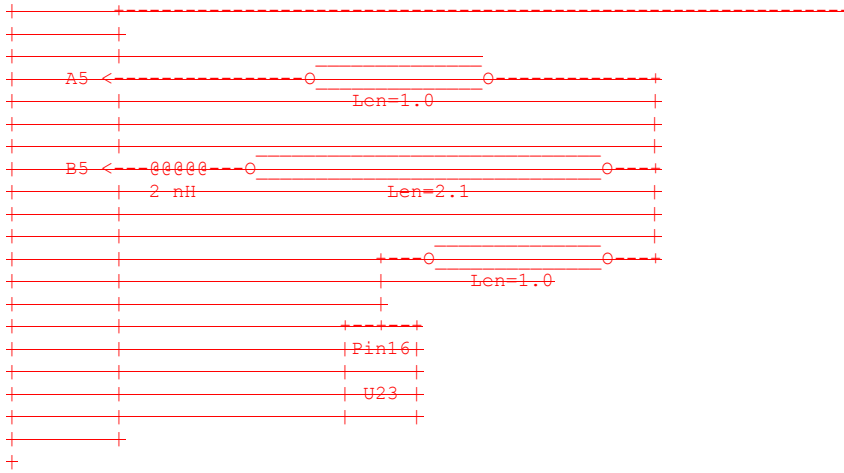 A5 <
Len=1.0
B5 < @@@@@ O O
2 nH Len=2.1
Len=1.0
Pin16
U23